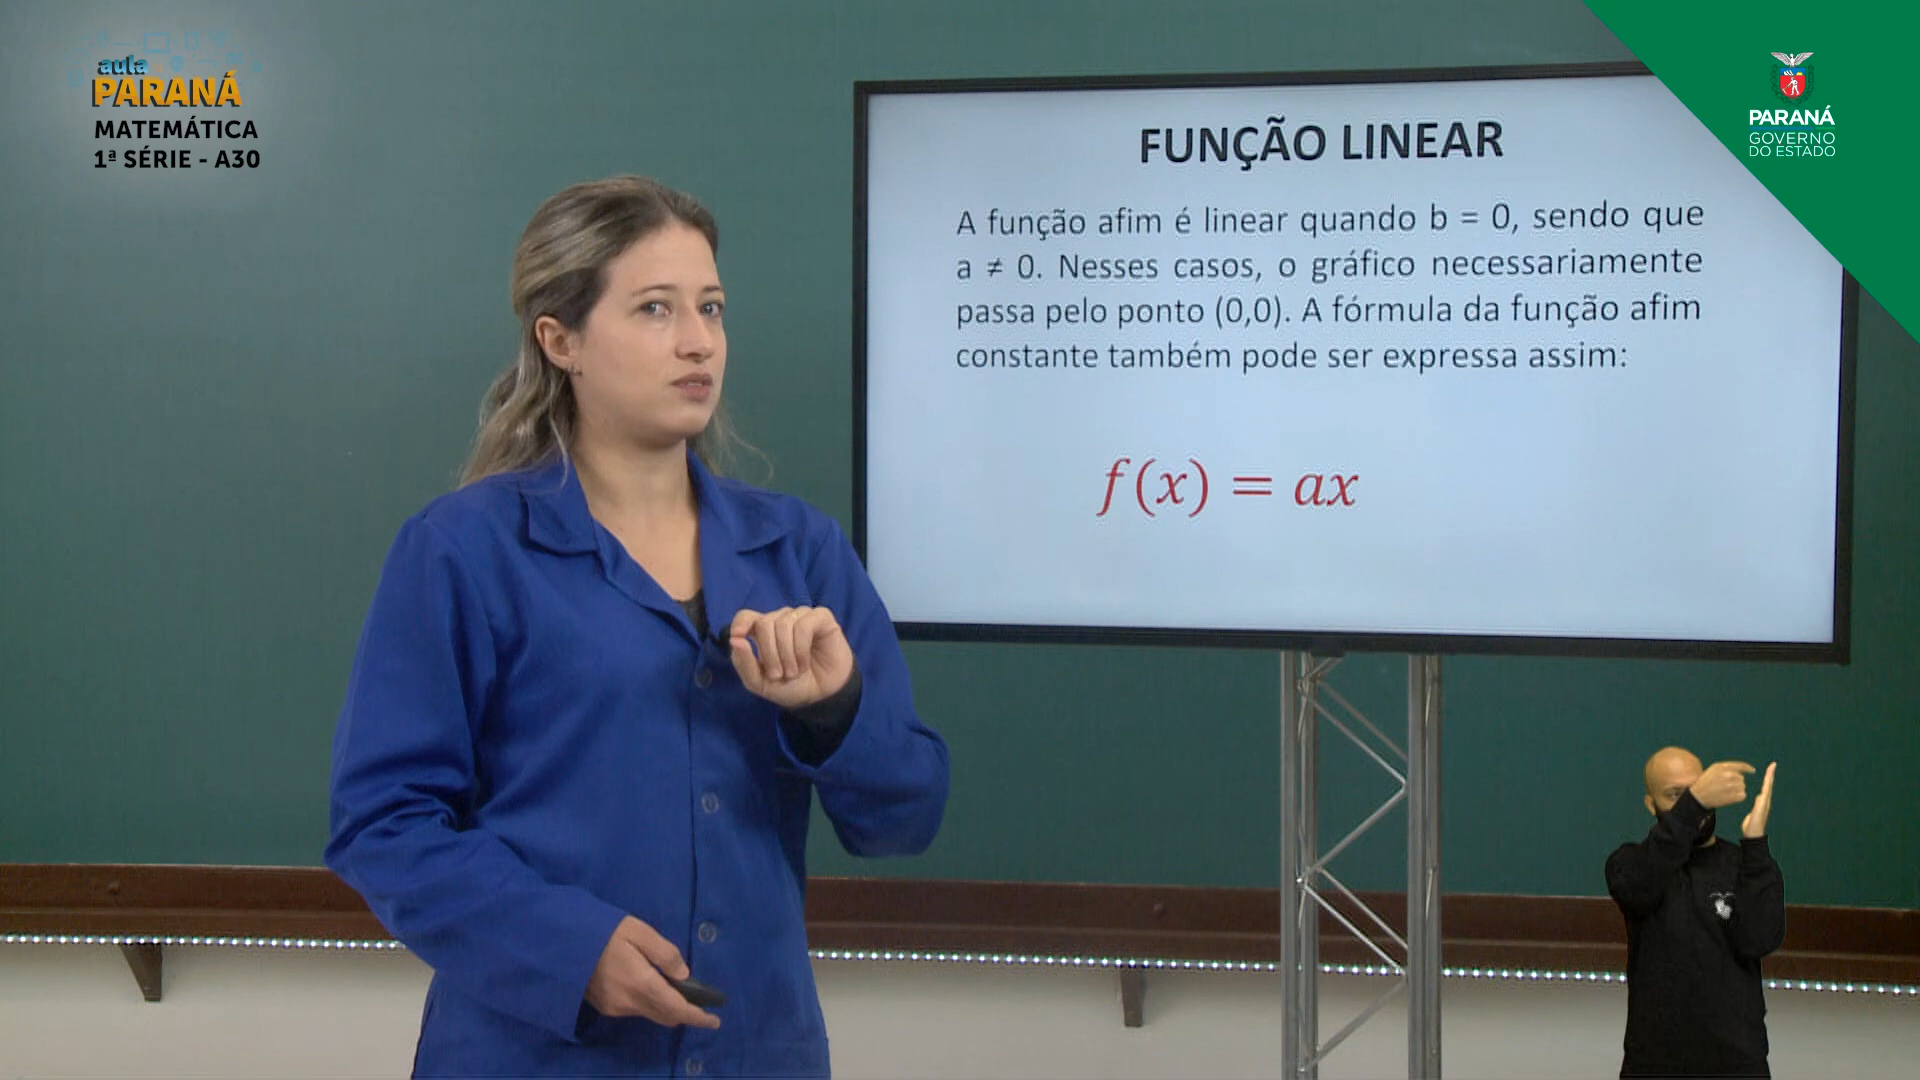 aula
PARANÁ
MATEMÁTICA
1ª SÉRIE - A30
FUNÇÃO LINEAR
A função afim é linear quando b = 0, sendo que
a ≠ 0. Nesses casos, o gráfico necessariamente
passa pelo ponto (0,0). A fórmula da função afim
constante também pode ser expressa assim:
f(x) = ax
PARANÁ
GOVERNO
DO ESTADO